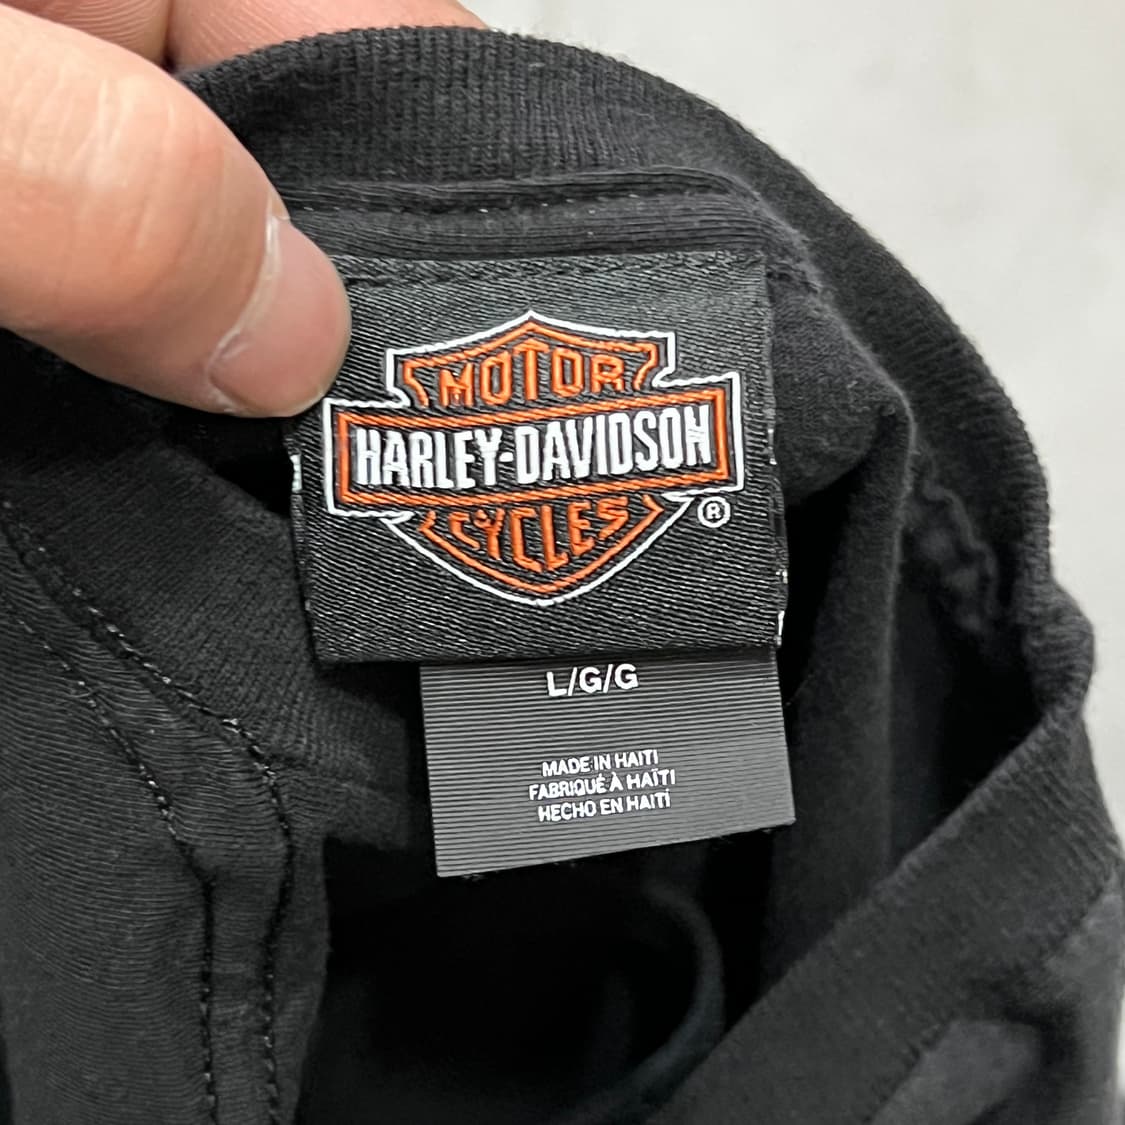 MOTOR
HARLEY-DAVIDSON
CYCLES ®
L/G/G
MADE IN HAITI
FABRIQUÉ À HAÏTI
HECHO EN HAITÍ